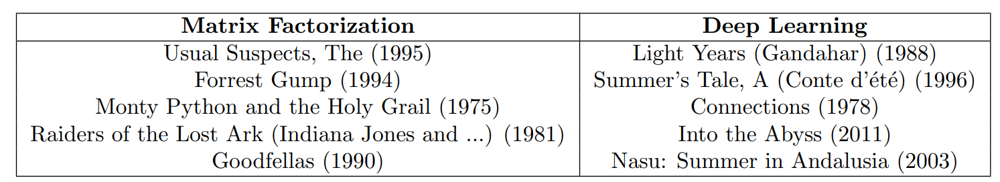 Matrix Factorization Deep Learning
Usual Suspects, The (1995) Light Years (Gandahar) (1988)
Forrest Gump (1994) Summer's Tale, A (Conte d'été) (1996)
Monty Python and the Holy Grail (1975) Connections (1978)
Raiders of the Lost Ark (Indiana Jones and ...) (1981) Into the Abyss (2011)
Goodfellas (1990) Nasu: Summer in Andalusia (2003)